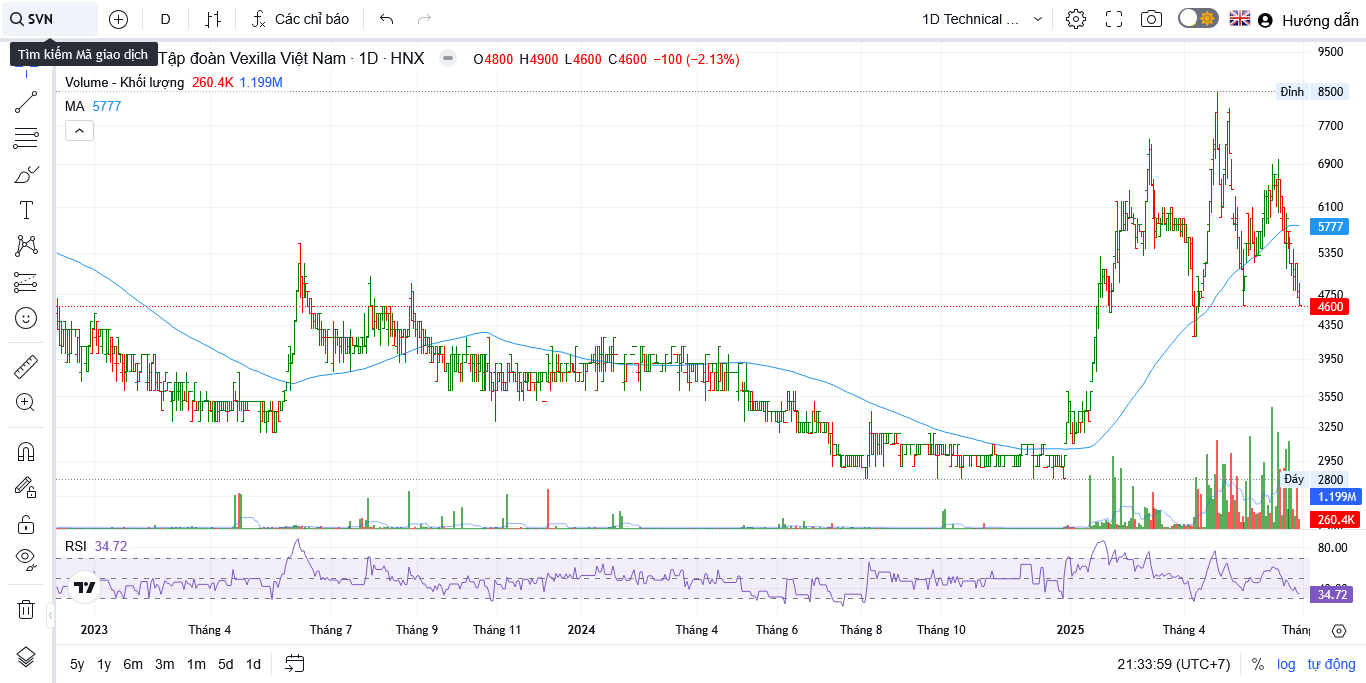 SVN
D
Các chỉ báo
1D Technical ...
Hướng dẫn
Tìm kiếm Mã giao dịch
Tập đoàn Vexilla Việt Nam · 1D · HNX
O4800 H4900 L4600 C4600 −100 (−2.13%)
Volume - Khối lượng 260.4K 1.199M
MA 5777
9500
Đỉnh 8500
7700
6900
6100
5777
5350
4750
4600
4350
3950
3550
3250
2950
Đáy 2800
1.199M
260.4K
RSI 34.72
80.00
34.72
2023 Tháng 4 Tháng 7 Tháng 9 Tháng 11 2024 Tháng 4 Tháng 6 Tháng 8 Tháng 10 2025 Tháng 4 Tháng
5y 1y 6m 3m 1m 5d 1d
21:33:59 (UTC+7) % log tự động